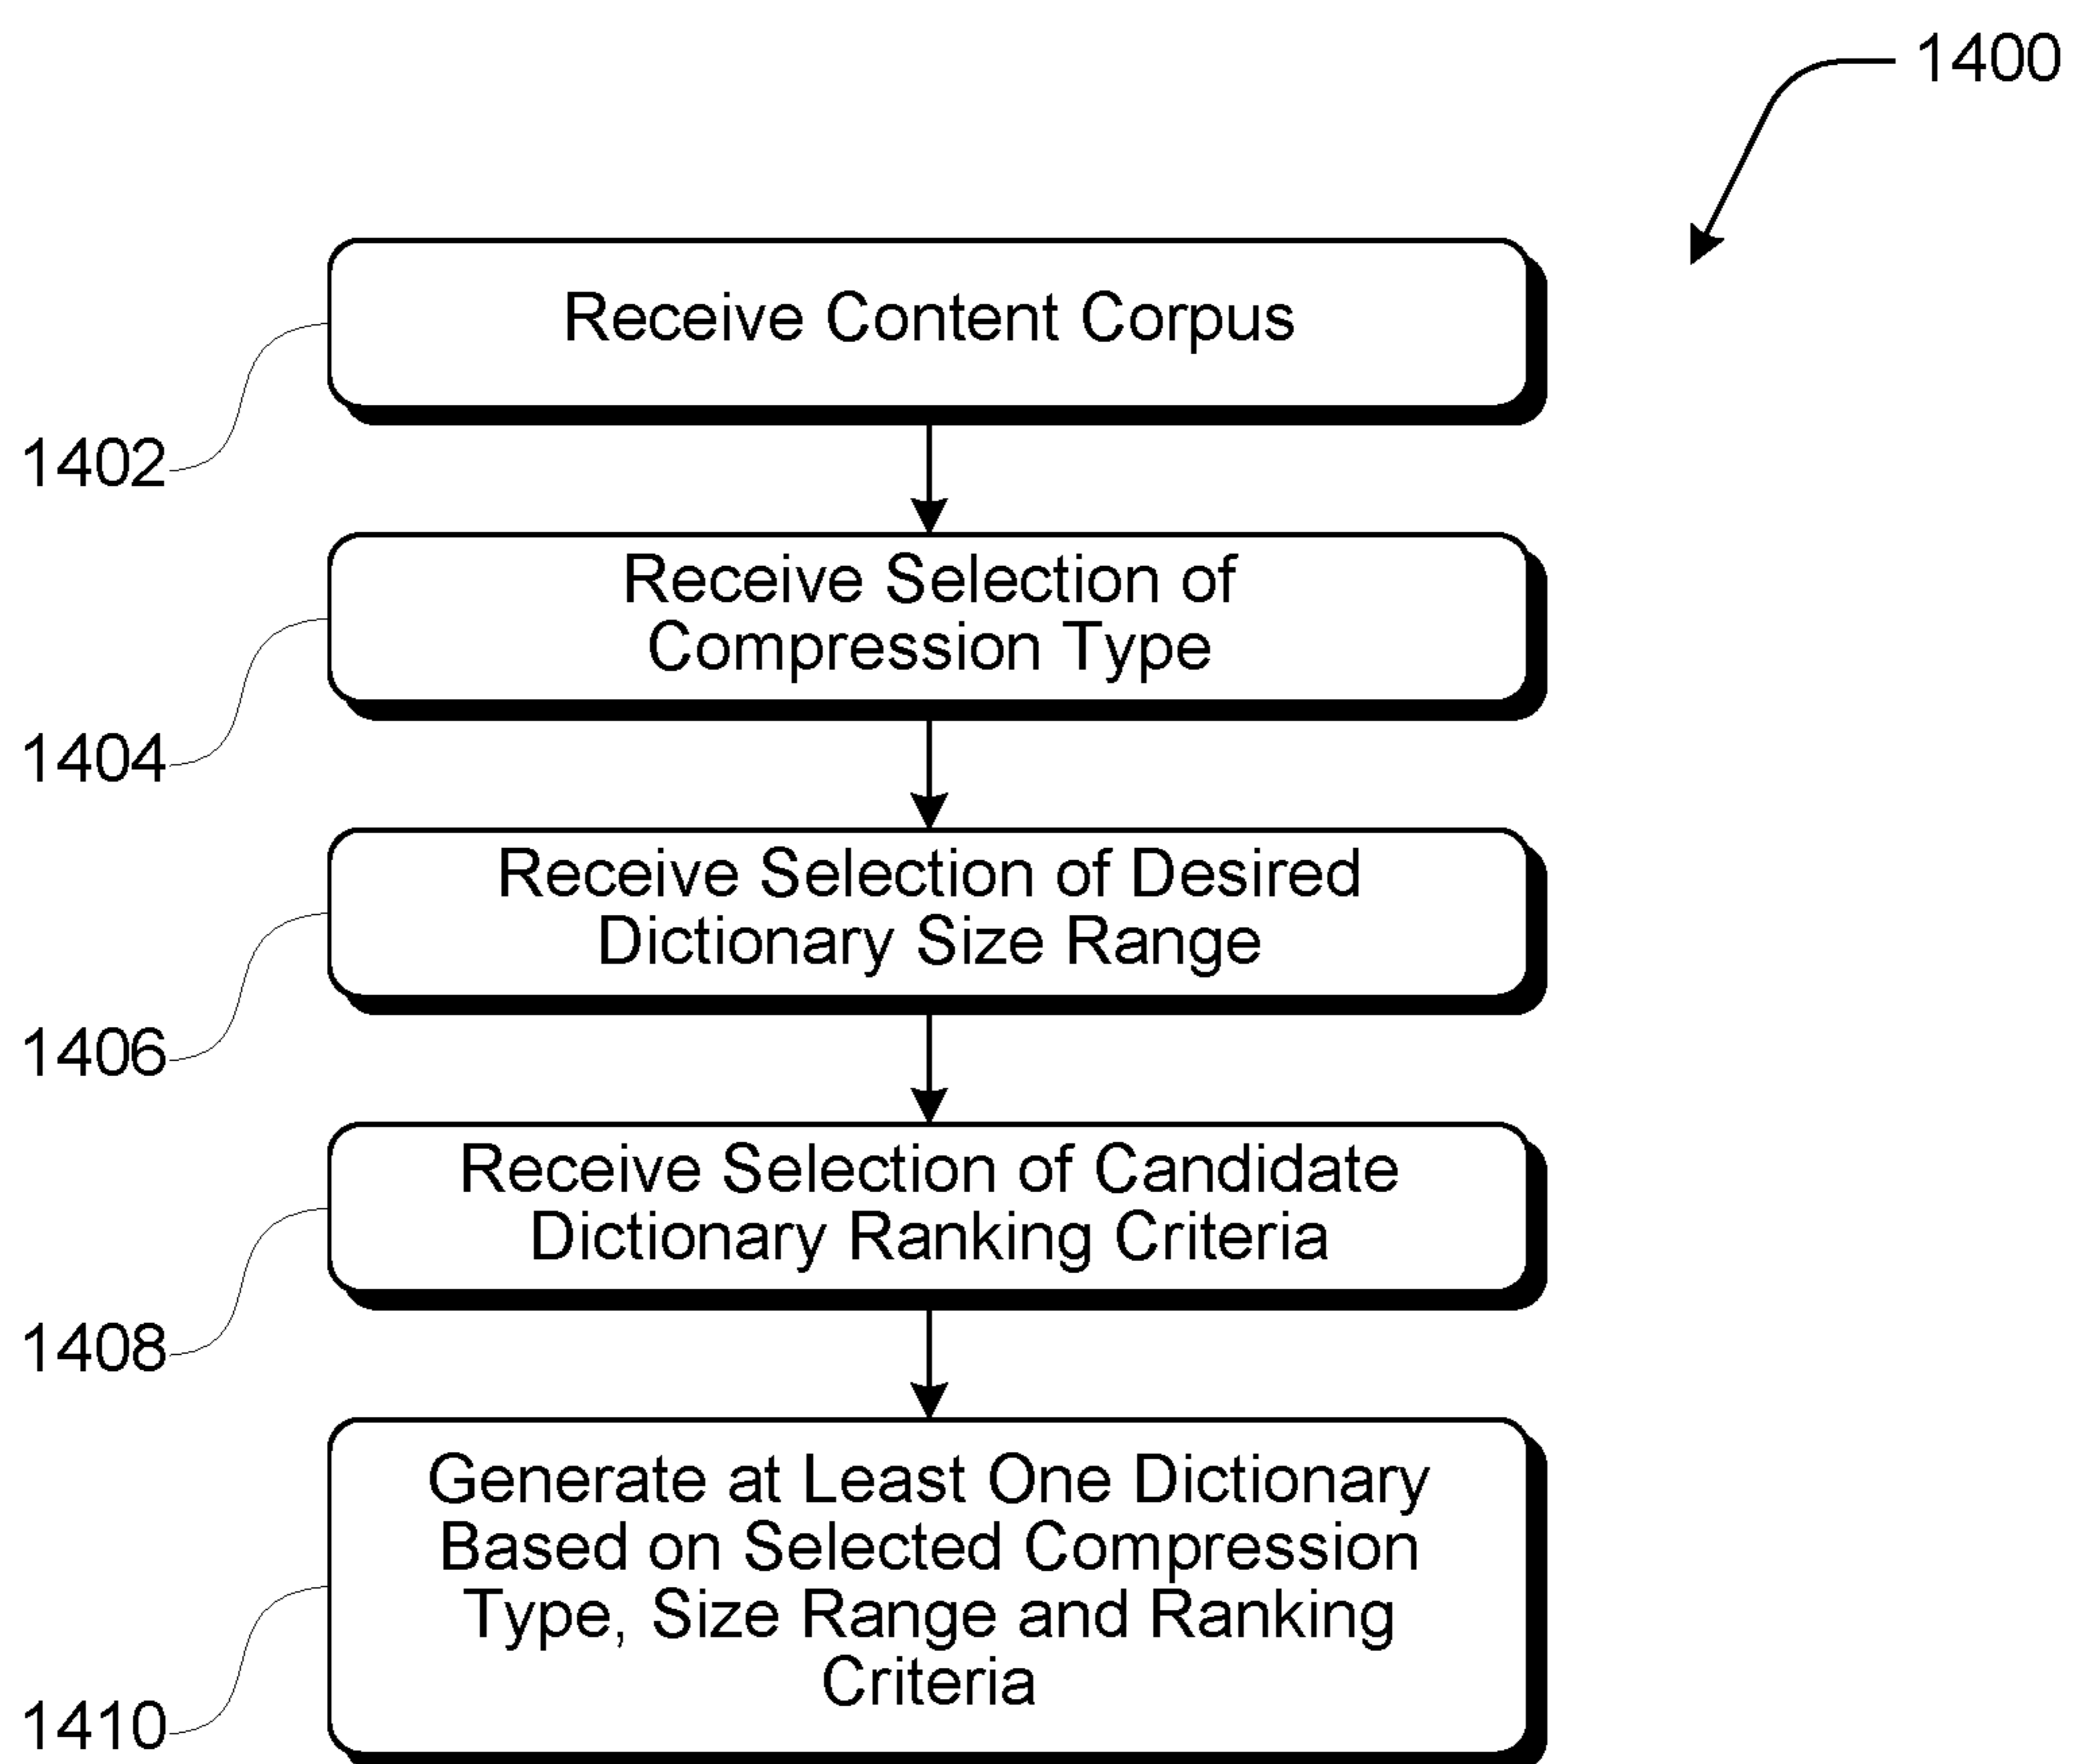 1400
Receive Content Corpus
1402
Receive Selection of
Compression Type
1404
Receive Selection of Desired
Dictionary Size Range
1406
Receive Selection of Candidate
Dictionary Ranking Criteria
1408
Generate at Least One Dictionary
Based on Selected Compression
Type, Size Range and Ranking
Criteria
1410